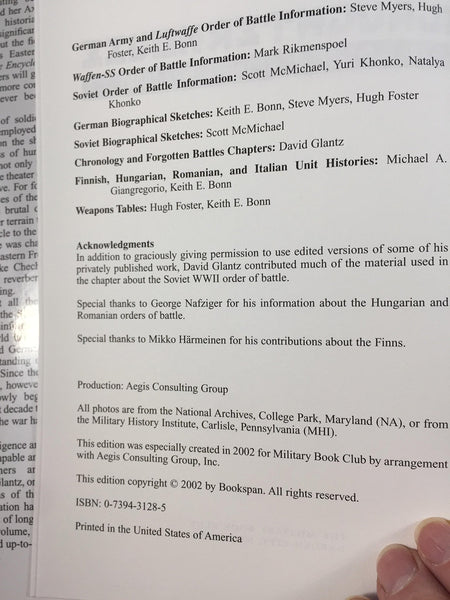 German Army and Luftwaffe Order of Battle Information: Steve Myers, Hugh
Foster, Keith E. Bonn
Waffen-SS Order of Battle Information: Mark Rikmenspoel
Soviet Order of Battle Information: Scott McMichael, Yuri Khonko, Natalya
Khonko
German Biographical Sketches: Keith E. Bonn, Steve Myers, Hugh Foster
Soviet Biographical Sketches: Scott McMichael
Chronology and Forgotten Battles Chapters: David Glantz
Finnish, Hungarian, Romanian, and Italian Unit Histories: Michael A.
Giangregorio, Keith E. Bonn
Weapons Tables: Hugh Foster, Keith E. Bonn
Acknowledgments
In addition to graciously giving permission to use edited versions of some of his
privately published work, David Glantz contributed much of the material used in
the chapter about the Soviet WWII order of battle.
Special thanks to George Nafziger for his information about the Hungarian and
Romanian orders of battle.
Special thanks to Mikko Härmeinen for his contributions about the Finns.
Production: Aegis Consulting Group
All photos are from the National Archives, College Park, Maryland (NA), or from
the Military History Institute, Carlisle, Pennsylvania (MHI).
This edition was especially created in 2002 for Military Book Club by arrangement
with Aegis Consulting Group, Inc.
This edition copyright © 2002 by Bookspan. All rights reserved.
ISBN: 0-7394-3128-5
Printed in the United States of America